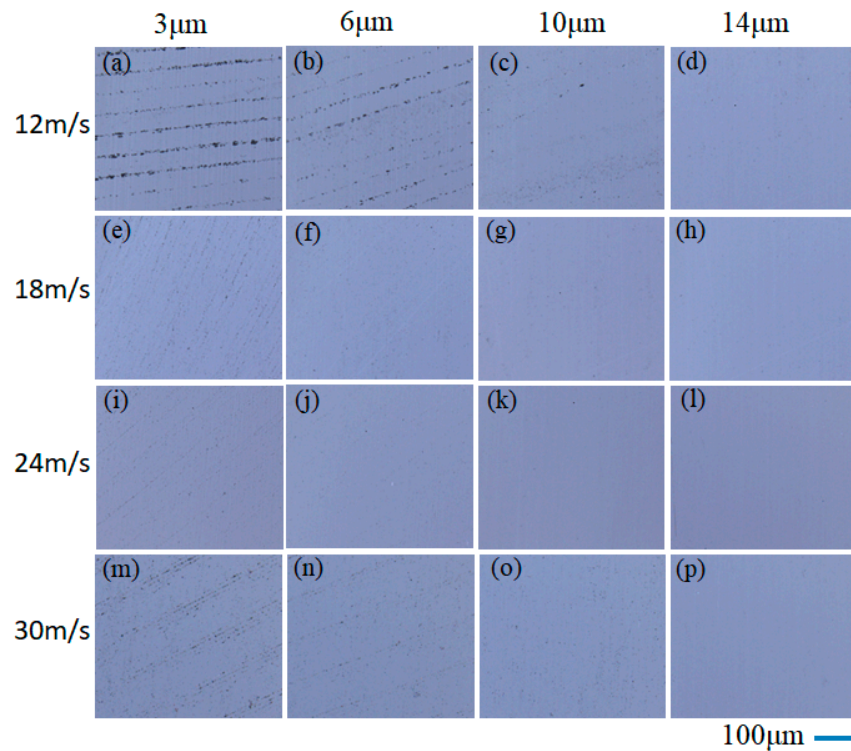 3μm 6μm 10μm 14μm
12m/s (a) (b) (c) (d)
18m/s (e) (f) (g) (h)
24m/s (i) (j) (k) (l)
30m/s (m) (n) (o) (p)
100μm